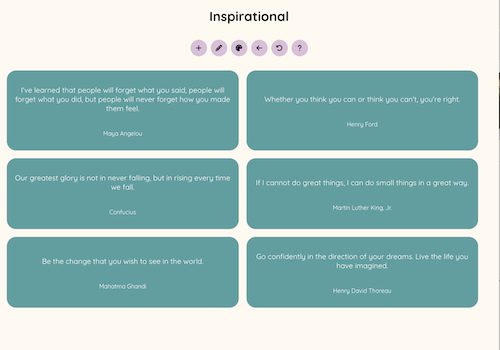 Inspirational
?
I've learned that people will forget what you said, people will
forget what you did, but people will never forget how you made
them feel.
Maya Angelou
Whether you think you can or think you can't, you're right.
Henry Ford
Our greatest glory is not in never falling, but in rising every time
we fall.
Confucius
If I cannot do great things, I can do small things in a great way.
Martin Luther King, Jr.
Be the change that you wish to see in the world.
Mahatma Ghandi
Go confidently in the direction of your dreams. Live the life you
have imagined.
Henry David Thoreau